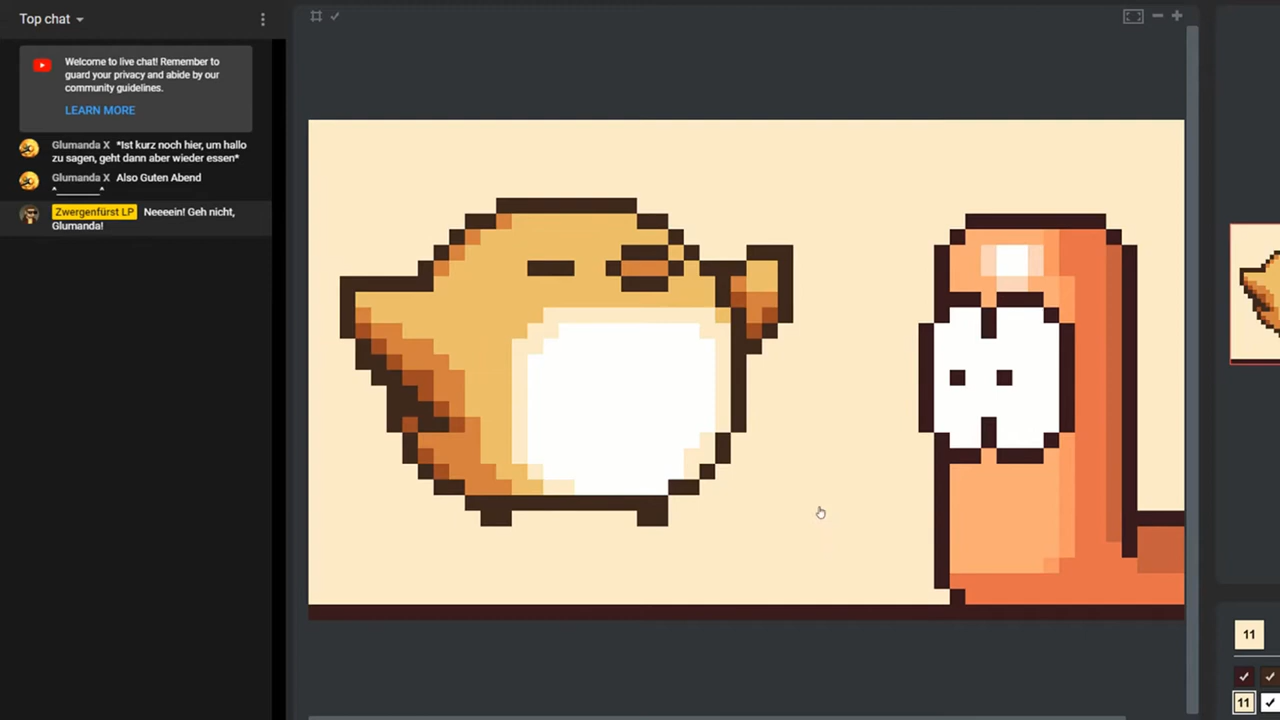 Top chat
Welcome to live chat! Remember to
guard your privacy and abide by our
community guidelines.
LEARN MORE
Glumanda X *Ist kurz noch hier, um hallo
zu sagen, geht dann aber wieder essen*
Glumanda X Also Guten Abend
^________^
Zwergenfürst LP Neeeein! Geh nicht,
Glumanda!
11
11